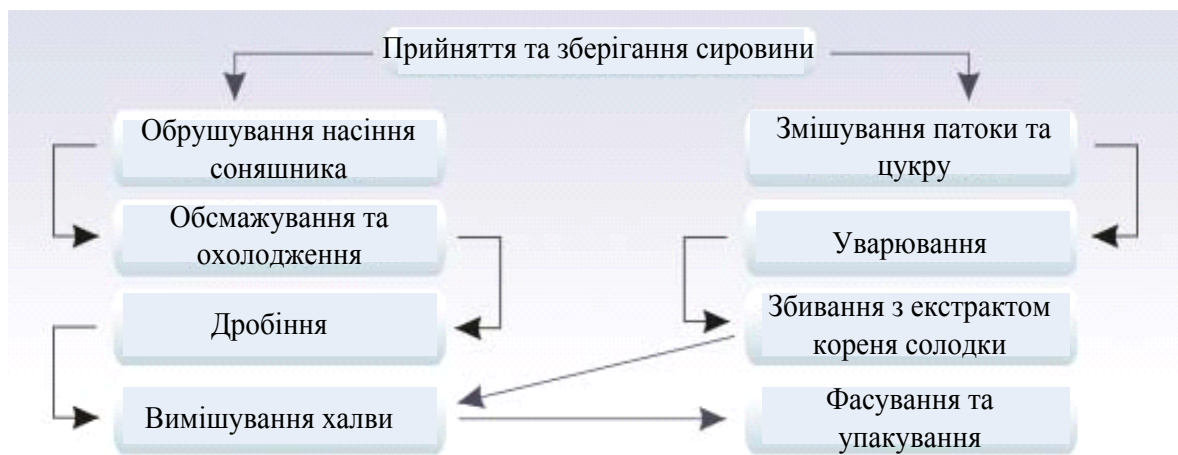 Прийняття та зберігання сировини
Обрушування насіння
соняшника
Обсмажування та
охолодження
Дробіння
Вимішування халви
Змішування патоки та
цукру
Уварювання
Збивання з екстрактом
кореня солодки
Фасування та
упакування